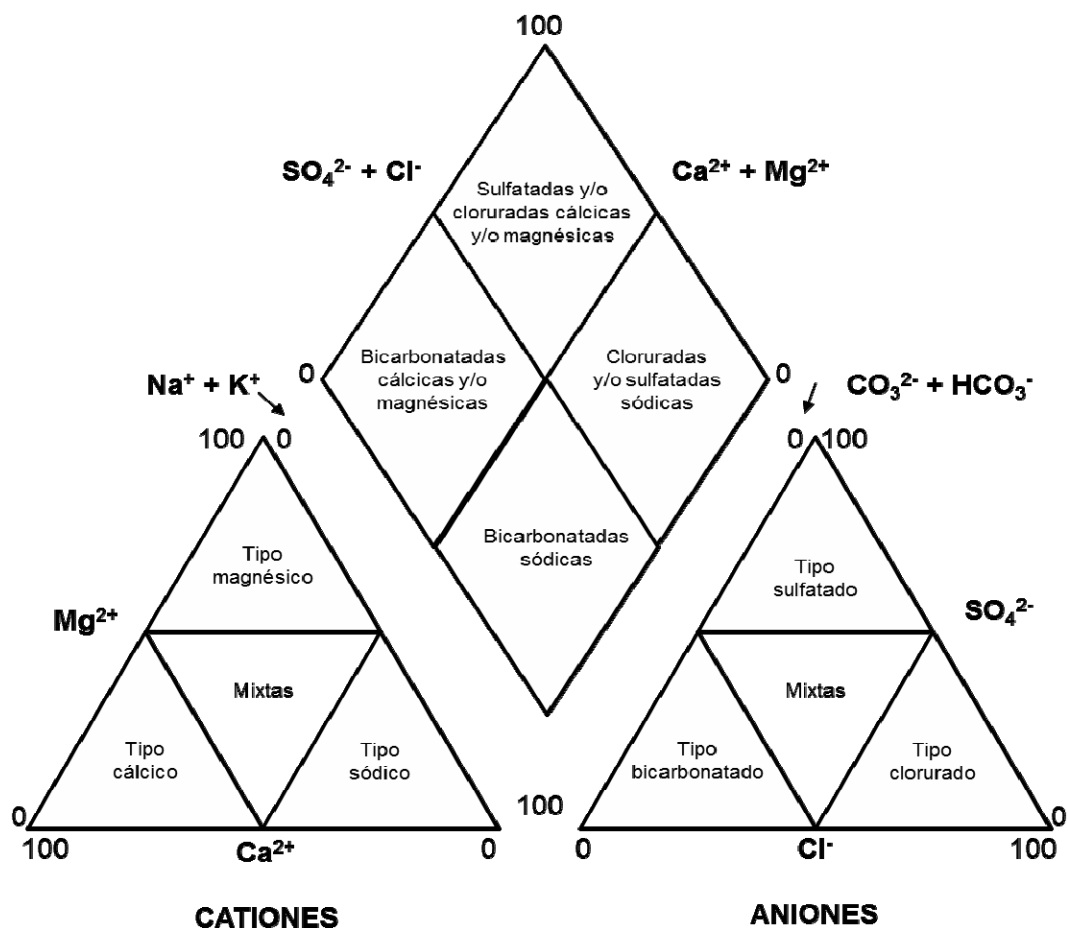 100
SO₄²⁻ + Cl⁻
Ca²⁺ + Mg²⁺
Sulfatadas y/o
cloruradas cálcicas
y/o magnésicas
0
Bicarbonatadas
cálcicas y/o
magnésicas
Cloruradas
y/o sulfatadas
sódicas
0
Bicarbonatadas
sódicas
Na⁺ + K⁺
100 0
Tipo
magnésico
Mg²⁺
Mixtas
Tipo
cálcico
Tipo
sódico
0
100
100
Ca²⁺
0
CATIONES
CO₃²⁻ + HCO₃⁻
0 100
Tipo
sulfatado
SO₄²⁻
Mixtas
Tipo
bicarbonatado
Tipo
clorurado
0
0
Cl⁻
100
ANIONES